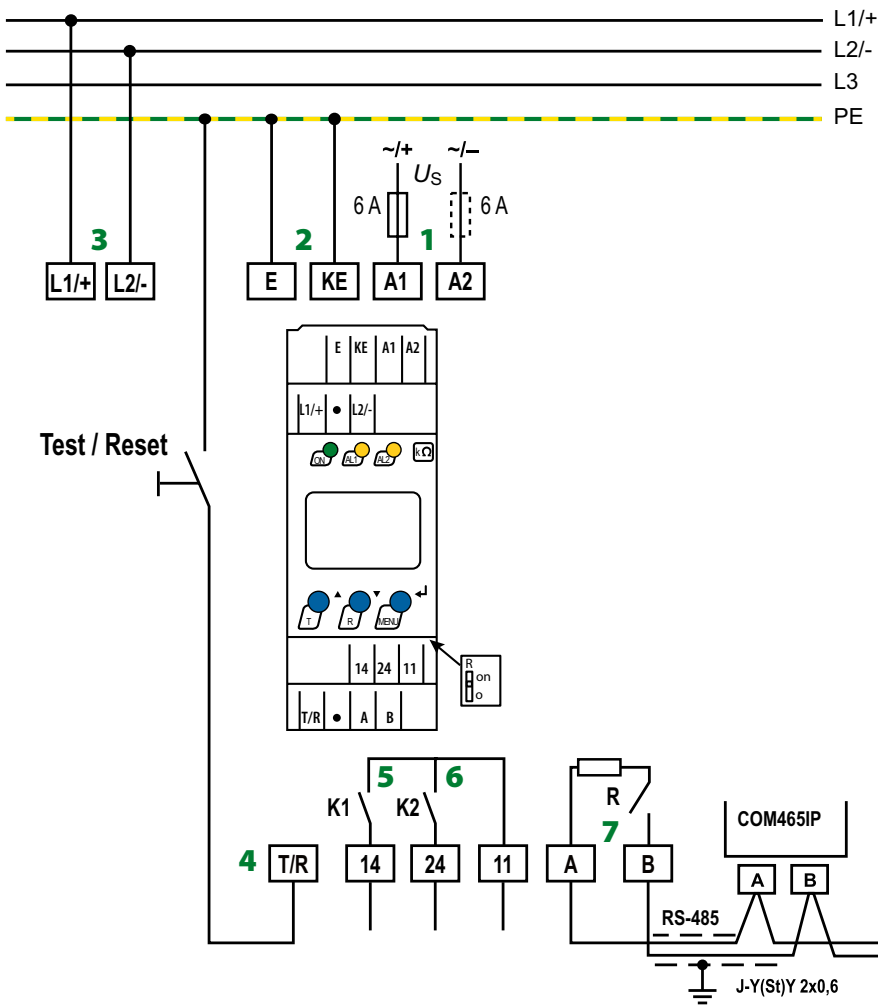 L1/+
L2/-
L3
PE
~/+ ~/–
US
6 A 6 A
3 2 1
L1/+ L2/- E KE A1 A2
E KE A1 A2
L1/+ L2/-
Test / Reset
ON AL1 AL2 kΩ
T R MENU
R
on
o
14 24 11
T/R A B
5 6
K1 K2 R
7
COM465IP
4 T/R 14 24 11 A B
A B
RS-485
J-Y(St)Y 2x0,6